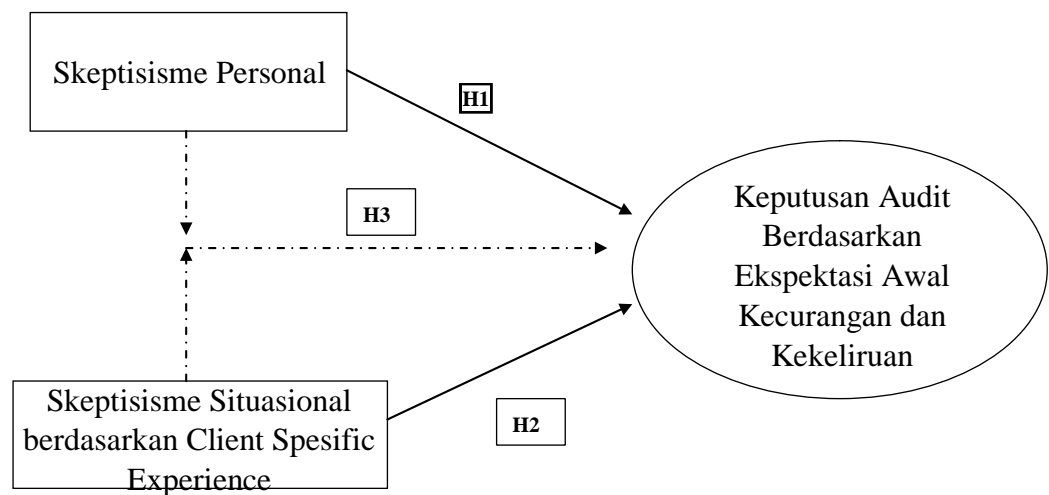 Skeptisisme Personal
H1
H3
Keputusan Audit
Berdasarkan
Ekspektasi Awal
Kecurangan dan
Kekeliruan
Skeptisisme Situasional
berdasarkan Client Spesific
Experience
H2